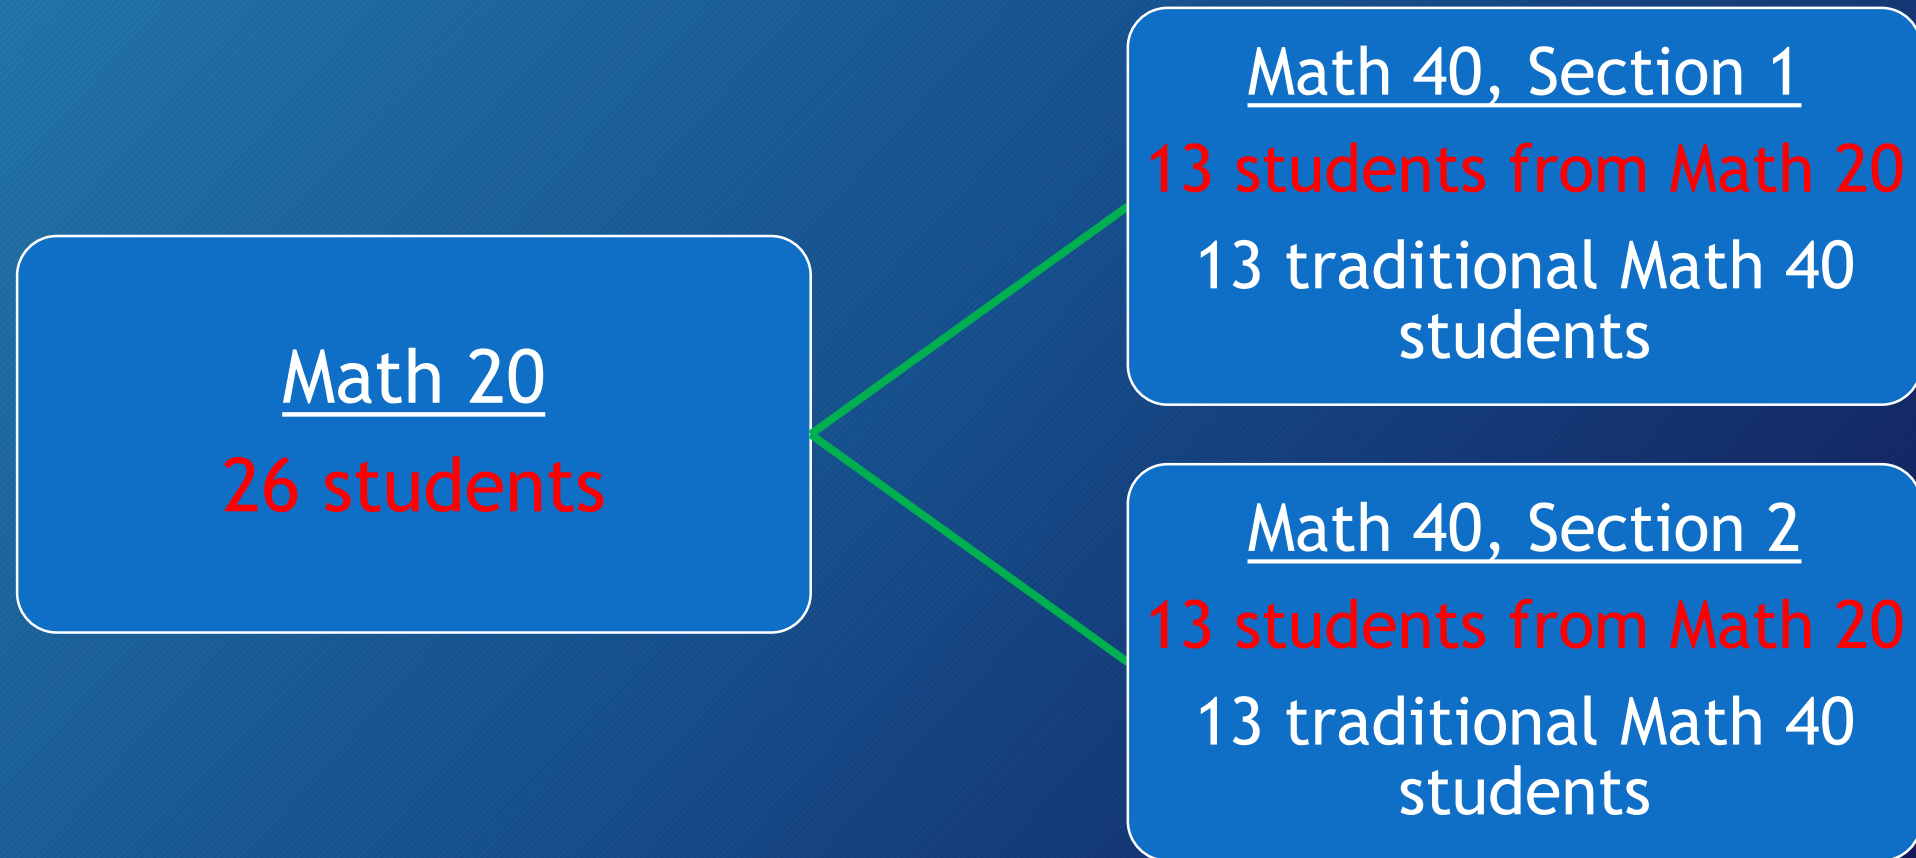 Math 20
26 students
Math 40, Section 1
13 students from Math 20
13 traditional Math 40
students
Math 40, Section 2
13 students from Math 20
13 traditional Math 40
students